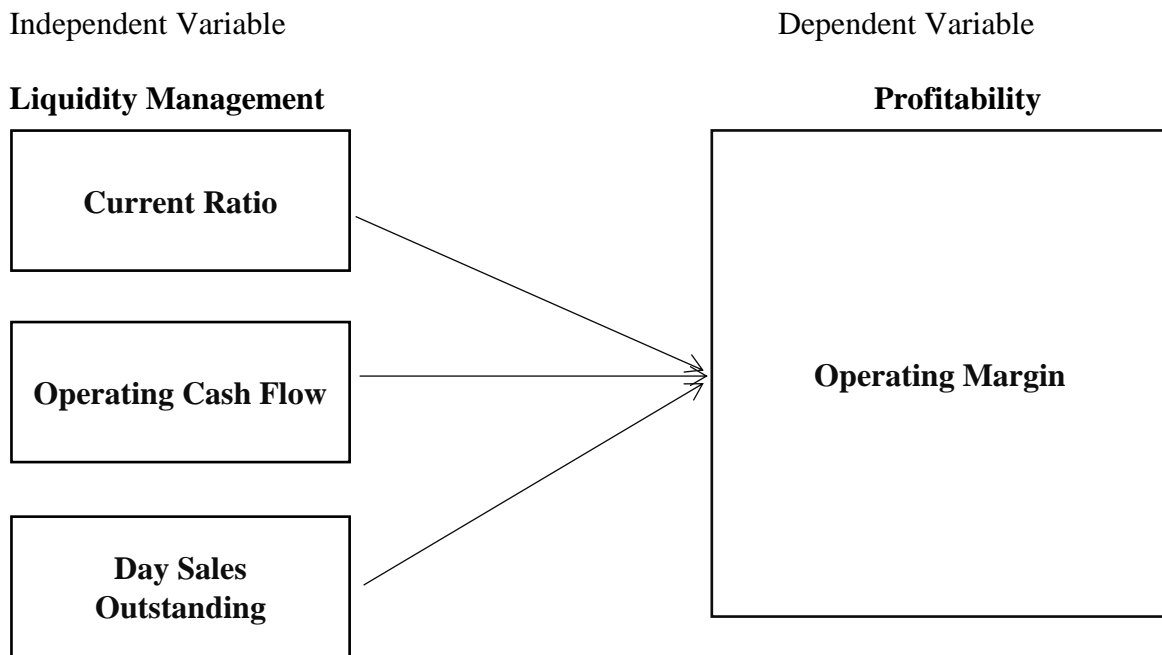 Independent Variable
Dependent Variable
Liquidity Management
Profitability
Current Ratio
Operating Cash Flow
Operating Margin
Day Sales
Outstanding